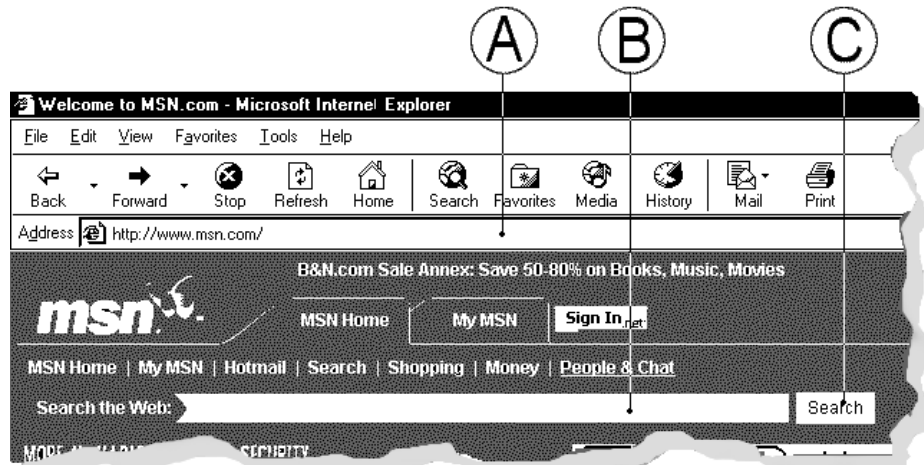 A B C
Welcome to MSN.com - Microsoft Internet Explorer
File Edit View Favorites Tools Help
Back Forward Stop Refresh Home Search Favorites Media History Mail Print
Address http://www.msn.com/
B&N.com Sale Annex: Save 50-80% on Books, Music, Movies
msn MSN Home My MSN Sign In .net
MSN Home | My MSN | Hotmail | Search | Shopping | Money | People & Chat
Search the Web: Search
SECURITY